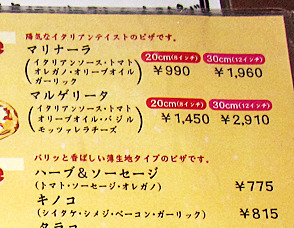 陽気なイタリアンテイストのピザです。
マリナーラ 20cm(8インチ) 30cm(12インチ)
(イタリアンソース・トマト
オレガノ・オリーブオイル ¥990 ¥1,960
ガーリック)
マルゲリータ 20cm(8インチ) 30cm(12インチ)
(イタリアンソース・トマト
オリーブオイル・バジル ¥1,450 ¥2,910
モッツァレラチーズ)
パリッと香ばしい薄生地タイプのピザです。
ハーブ&ソーセージ
(トマト・ソーセージ・オレガノ) ¥775
キノコ
(シイタケ・シメジ・ベーコン・ガーリック) ¥815